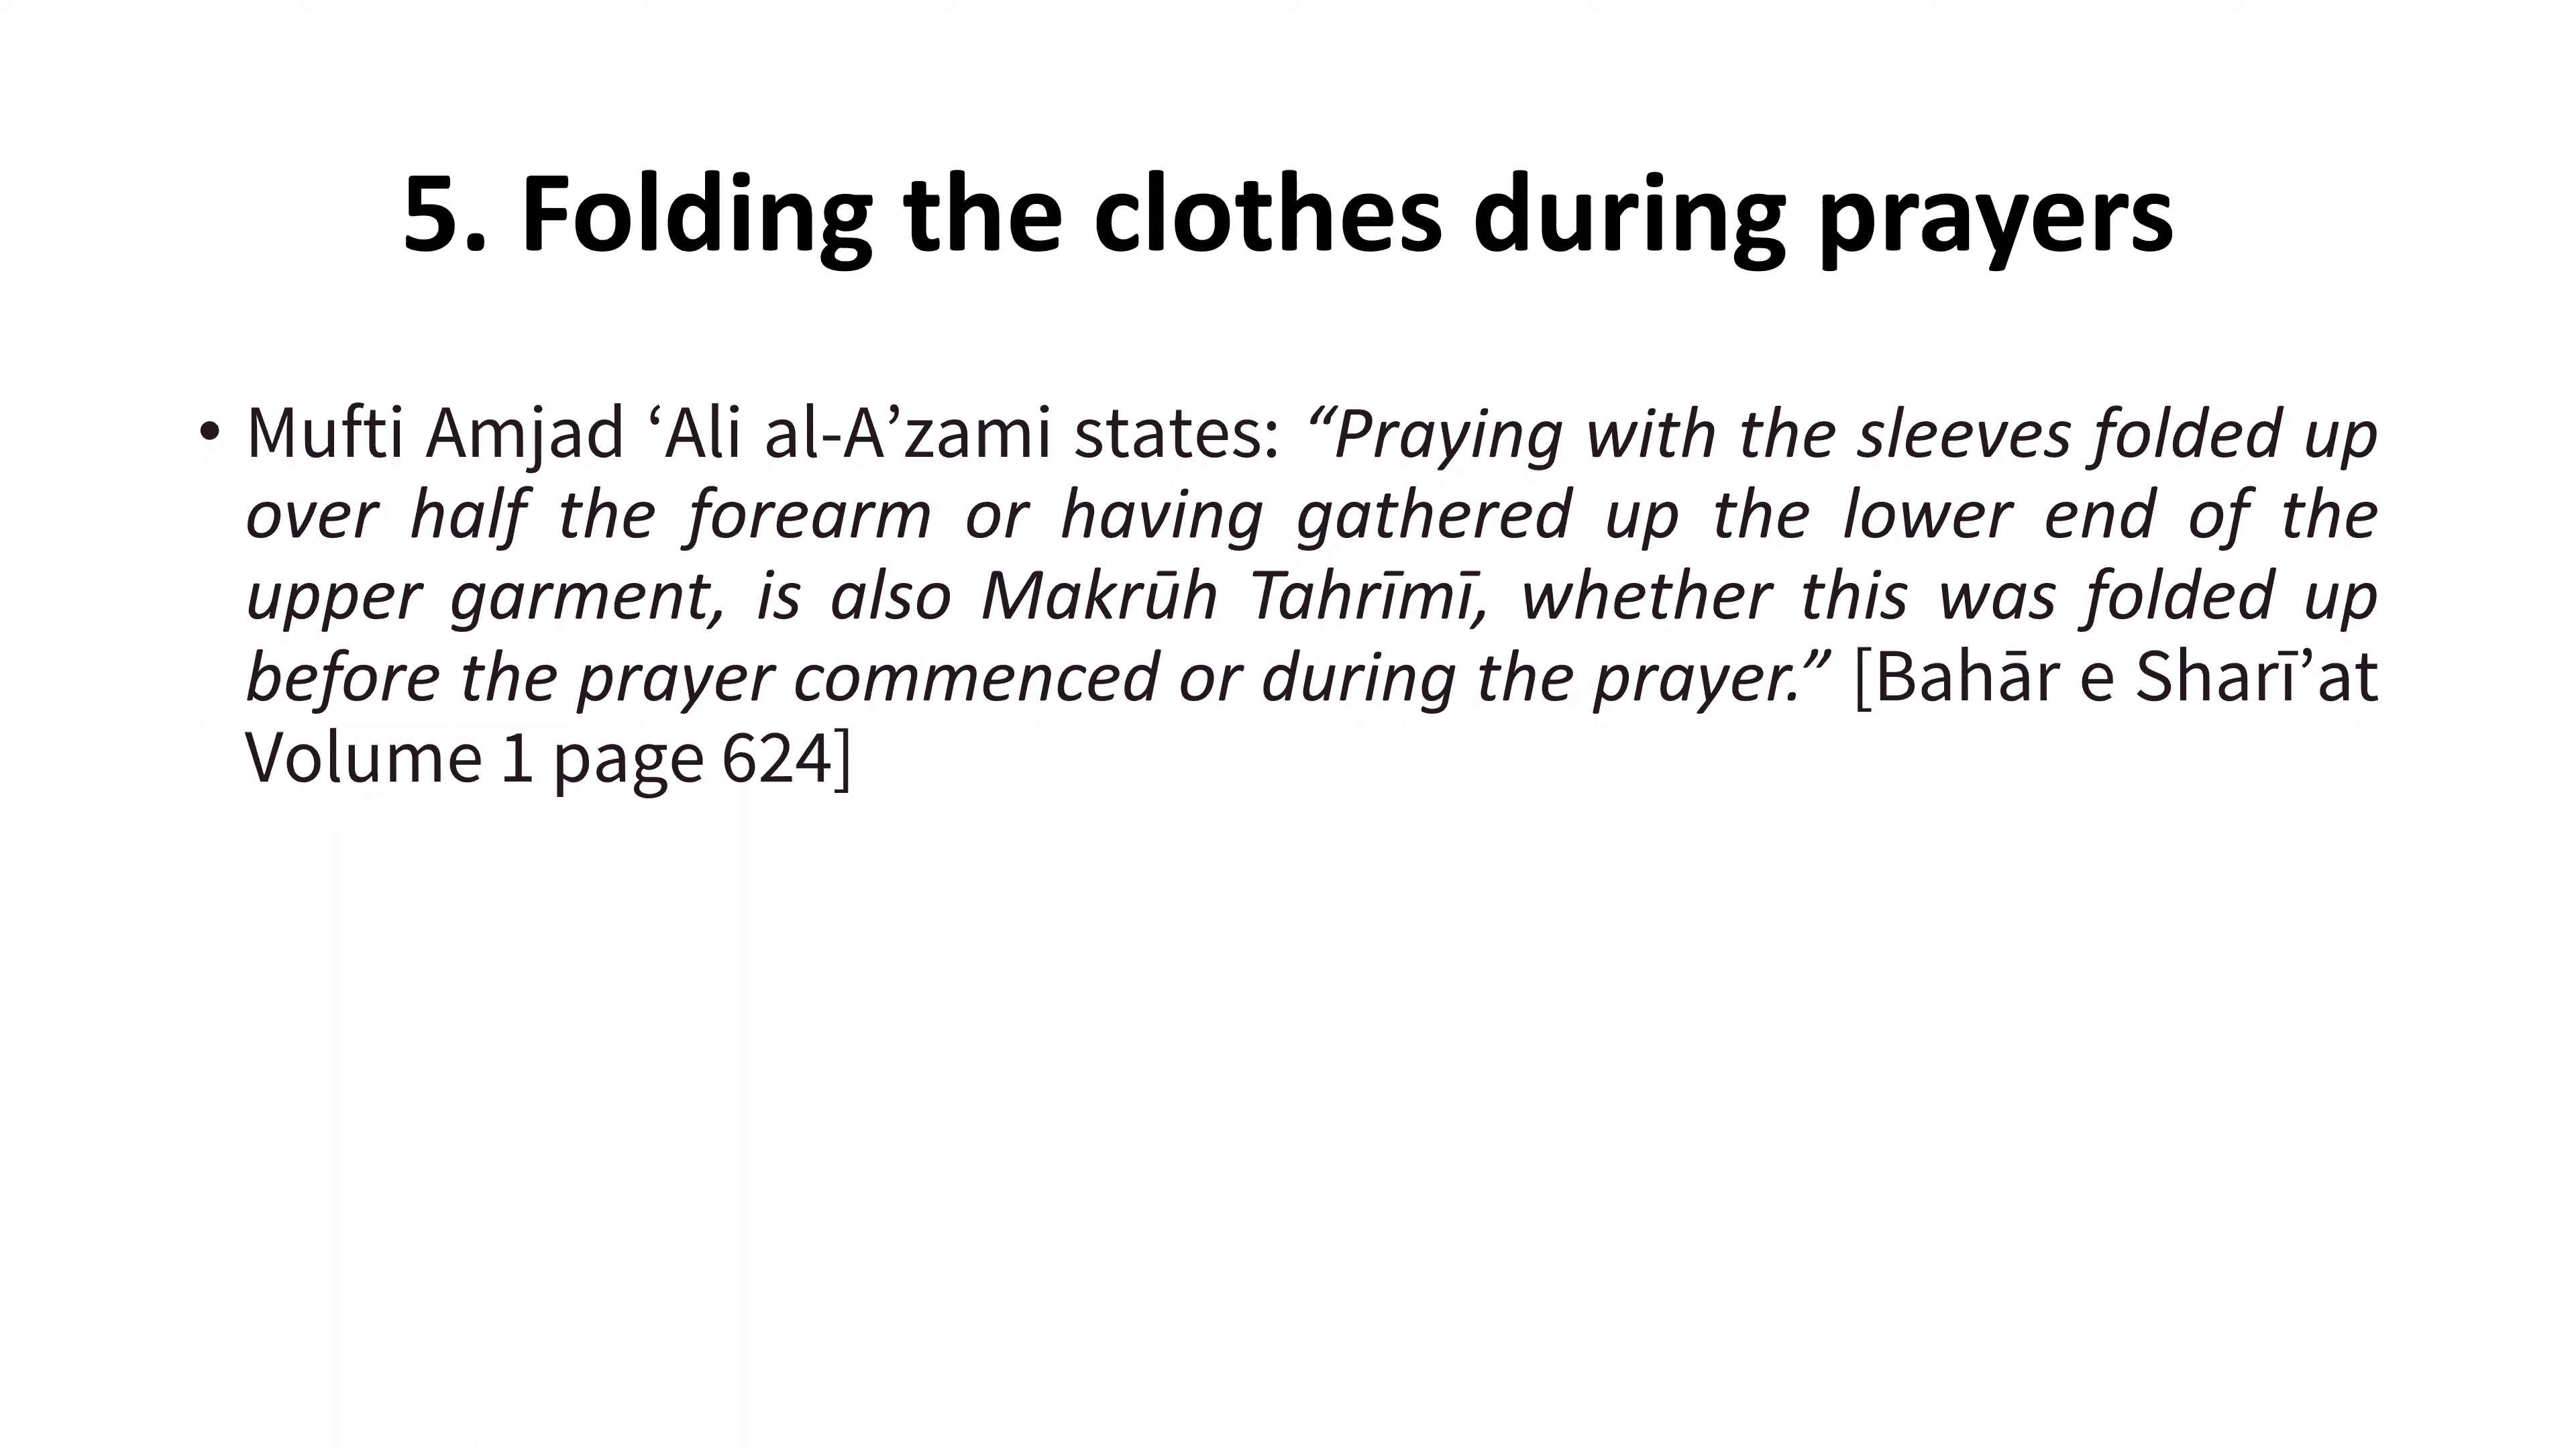 5. Folding the clothes during prayers
• Mufti Amjad ‘Ali al-A’zami states: “Praying with the sleeves folded up
over half the forearm or having gathered up the lower end of the
upper garment, is also Makrūh Tahrīmī, whether this was folded up
before the prayer commenced or during the prayer.” [Bahār e Sharī’at
Volume 1 page 624]